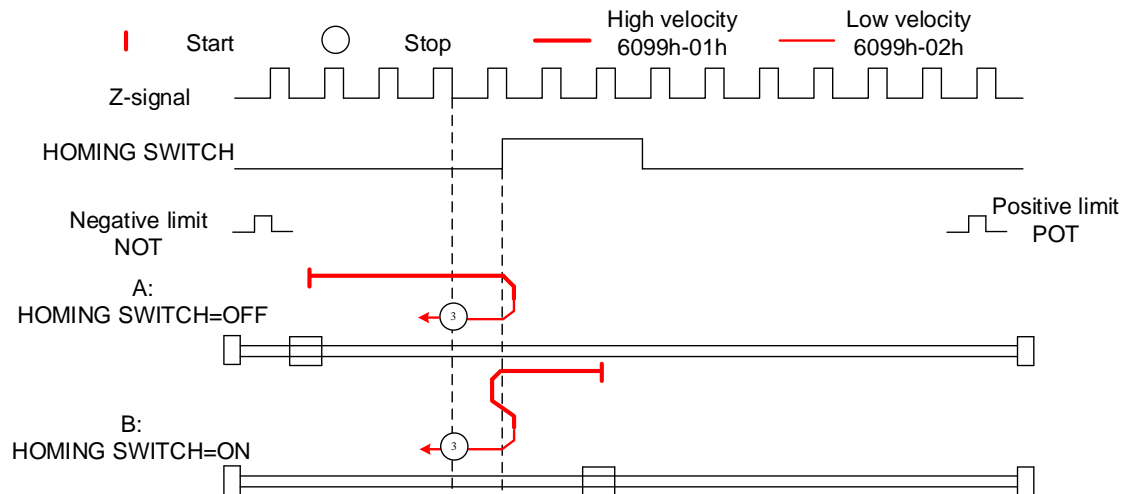 Start
Stop
High velocity
6099h-01h
Low velocity
6099h-02h
Z-signal
HOMING SWITCH
Negative limit
NOT
Positive limit
POT
A:
HOMING SWITCH=OFF
3
B:
HOMING SWITCH=ON
3